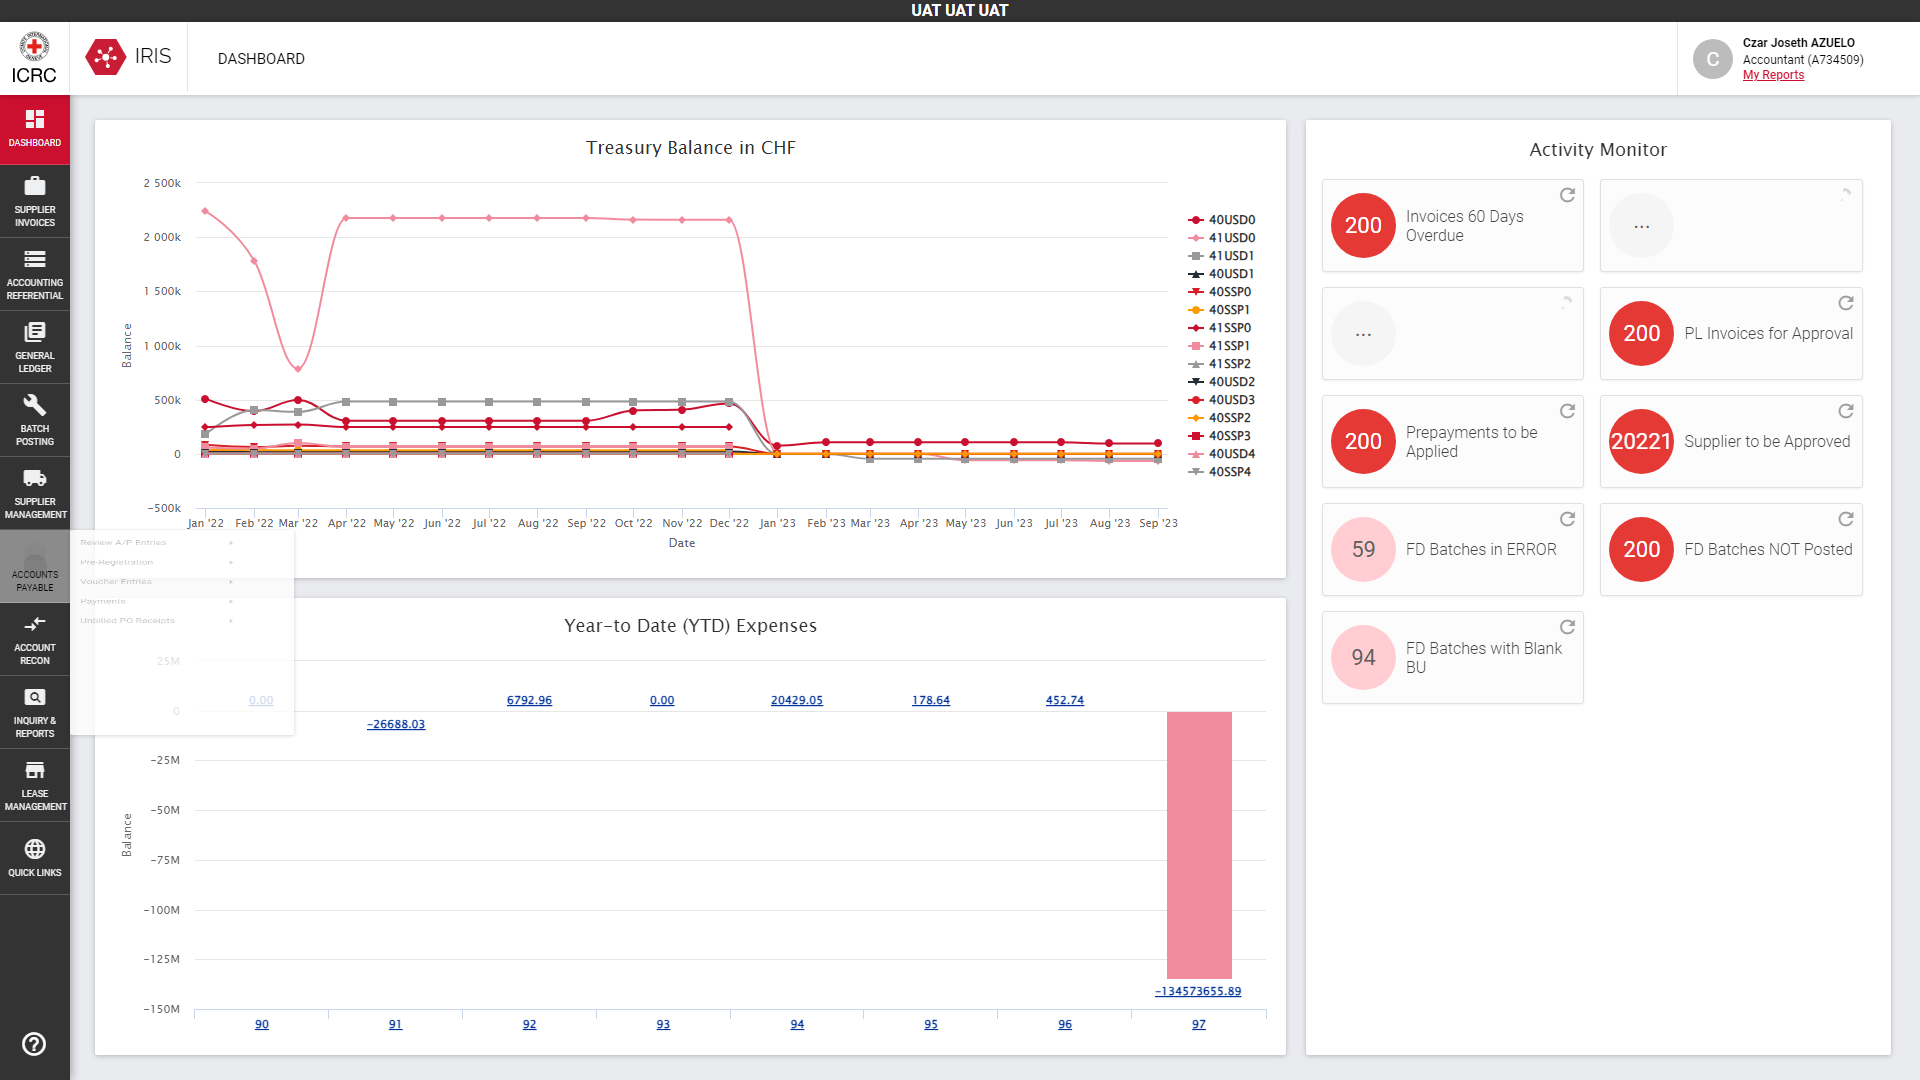 UAT UAT UAT
ICRC
IRIS
DASHBOARD
Czar Joseth AZUELO
Accountant (A734509)
My Reports
DASHBOARD
SUPPLIER
INVOICES
ACCOUNTING
REFERENTIAL
GENERAL
LEDGER
BATCH
POSTING
SUPPLIER
MANAGEMENT
ACCOUNTS
PAYABLE
ACCOUNT
RECON
INQUIRY &
REPORTS
LEASE
MANAGEMENT
QUICK LINKS
Review A/P Entries
Pre-Registration
Voucher Entries
Payments
Unbilled PO Receipts
Treasury Balance in CHF
Balance
2 500k
2 000k
1 500k
1 000k
500k
0
-500k
Jan '22 Feb '22 Mar '22 Apr '22 May '22 Jun '22 Jul '22 Aug '22 Sep '22 Oct '22 Nov '22 Dec '22 Jan '23 Feb '23 Mar '23 Apr '23 May '23 Jun '23 Jul '23 Aug '23 Sep '23
Date
40USD0
41USD0
41USD1
40USD1
40SSP0
40SSP1
41SSP0
41SSP1
41SSP2
40USD2
40USD3
40SSP2
40SSP3
40USD4
40SSP4
Year-to Date (YTD) Expenses
Balance
25M
0
-25M
-50M
-75M
-100M
-125M
-150M
0.00
-26688.03
6792.96
0.00
20429.05
178.64
452.74
-134573655.89
90 91 92 93 94 95 96 97
Activity Monitor
200
Invoices 60 Days
Overdue
...
...
200
PL Invoices for Approval
200
Prepayments to be
Applied
20221
Supplier to be Approved
59
FD Batches in ERROR
200
FD Batches NOT Posted
94
FD Batches with Blank
BU